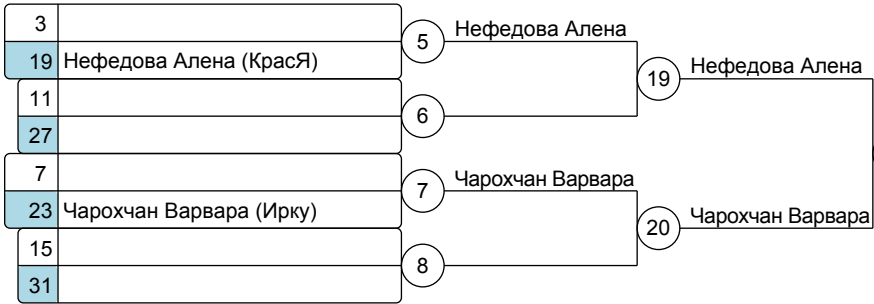 3
5 Нефедова Алена
19 Нефедова Алена (КрасЯ)
19 Нефедова Алена
11
6
27
7
7 Чарохчан Варвара
23 Чарохчан Варвара (Ирку)
20 Чарохчан Варвара
15
8
31